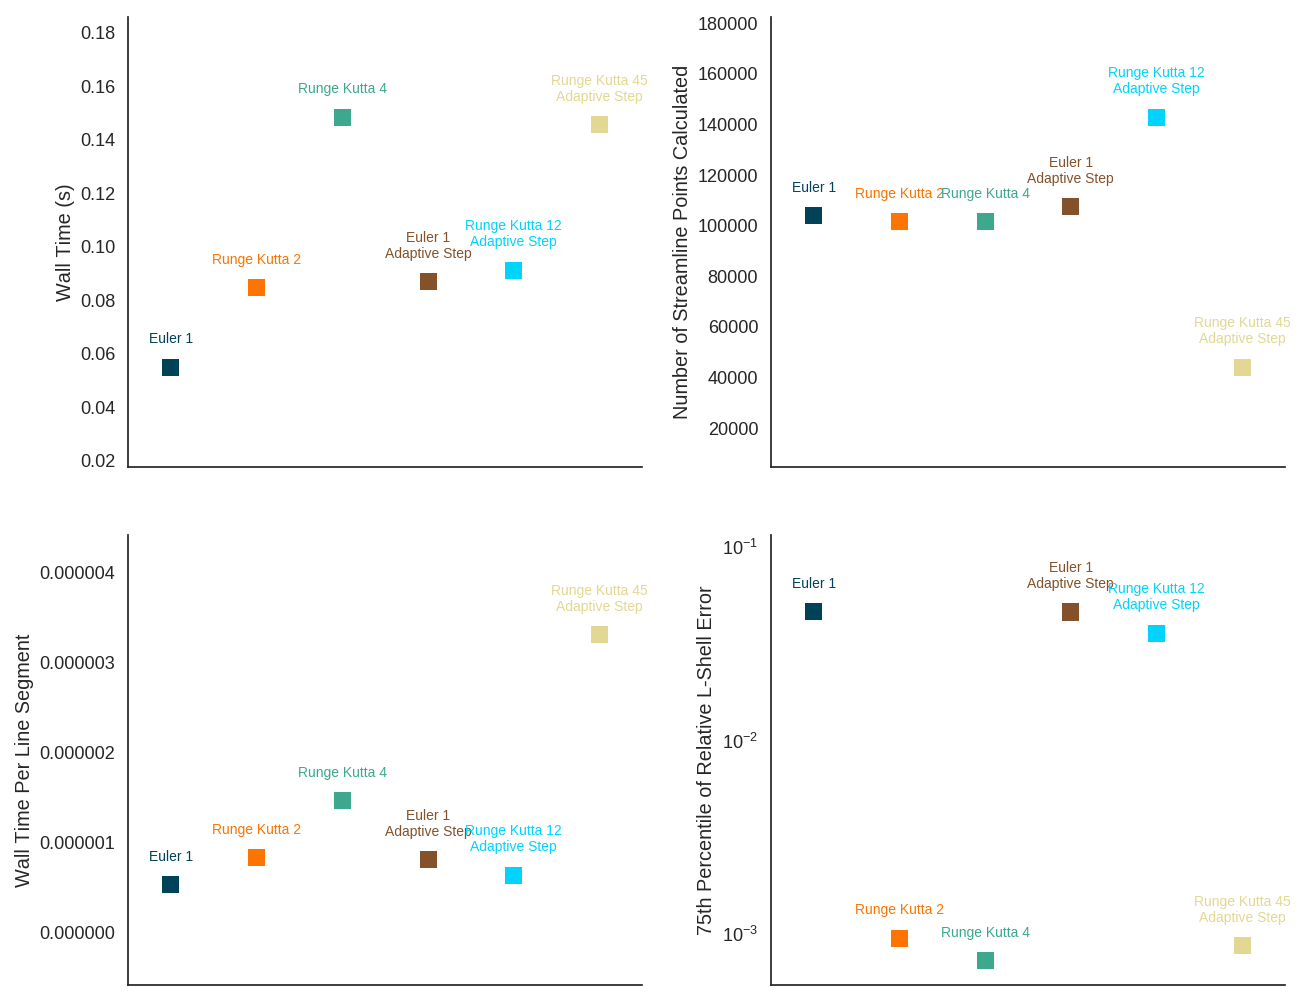 0.18
0.16
0.14
0.12
0.10
0.08
0.06
0.04
0.02
Wall Time (s)
Euler 1
Runge Kutta 2
Runge Kutta 4
Euler 1
Adaptive Step
Runge Kutta 12
Adaptive Step
Runge Kutta 45
Adaptive Step
180000
160000
140000
120000
100000
80000
60000
40000
20000
Number of Streamline Points Calculated
Euler 1
Runge Kutta 2
Runge Kutta 4
Euler 1
Adaptive Step
Runge Kutta 12
Adaptive Step
Runge Kutta 45
Adaptive Step
0.000004
0.000003
0.000002
0.000001
0.000000
Wall Time Per Line Segment
Euler 1
Runge Kutta 2
Runge Kutta 4
Euler 1
Adaptive Step
Runge Kutta 12
Adaptive Step
Runge Kutta 45
Adaptive Step
10⁻¹
10⁻²
10⁻³
75th Percentile of Relative L-Shell Error
Euler 1
Runge Kutta 2
Runge Kutta 4
Euler 1
Adaptive Step
Runge Kutta 12
Adaptive Step
Runge Kutta 45
Adaptive Step